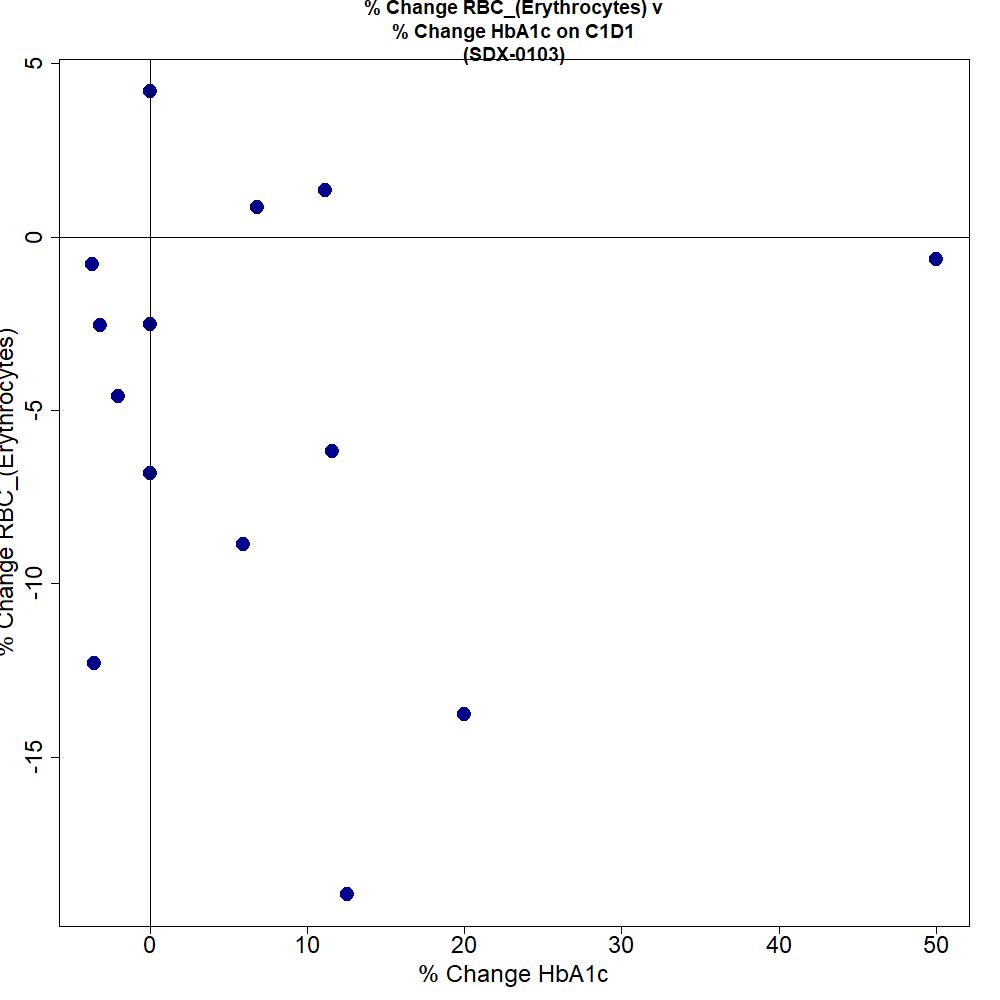 % Change RBC_(Erythrocytes) v
% Change HbA1c on C1D1
(SDX-0103)
5
0
-5
-10
-15
% Change RBC_(Erythrocytes)
0 10 20 30 40 50
% Change HbA1c